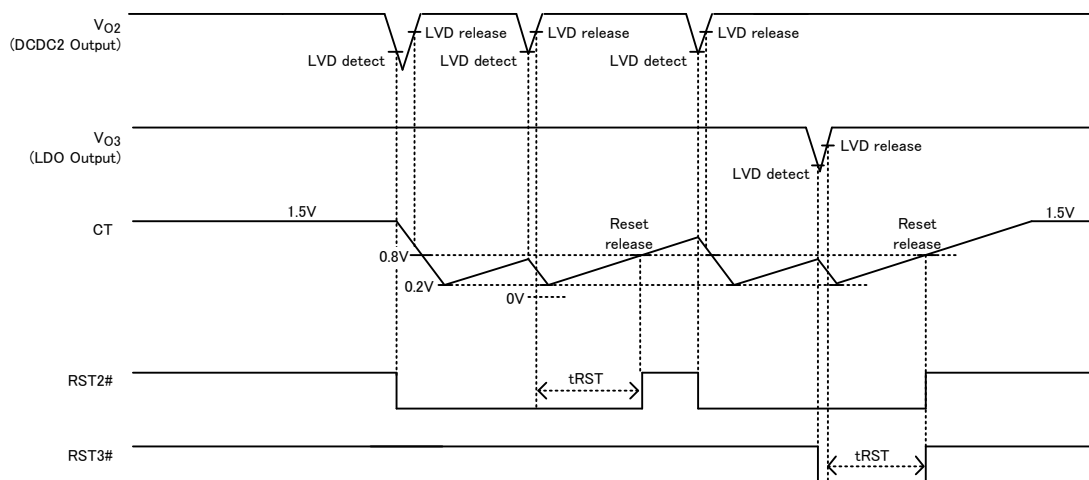 VO2
(DCDC2 Output)
LVD release
LVD release
LVD release
LVD detect
LVD detect
LVD detect
VO3
(LDO Output)
LVD release
LVD detect
CT
1.5V
1.5V
Reset
release
Reset
release
0.8V
0.2V
0V
RST2#
tRST
RST3#
tRST